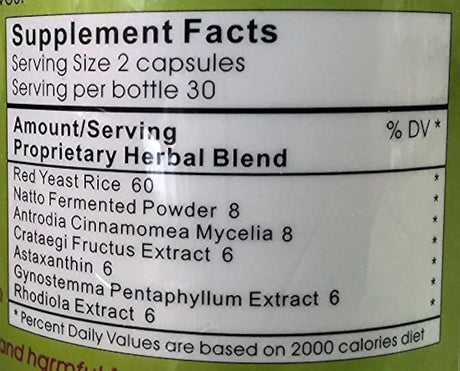 Supplement Facts
Serving Size 2 capsules
Serving per bottle 30
Amount/Serving % DV *
Proprietary Herbal Blend
Red Yeast Rice 60 *
Natto Fermented Powder 8 *
Antrodia Cinnamomea Mycelia 8 *
Crataegi Fructus Extract 6 *
Astaxanthin 6 *
Gynostemma Pentaphyllum Extract 6 *
Rhodiola Extract 6 *
* Percent Daily Values are based on 2000 calories diet
and